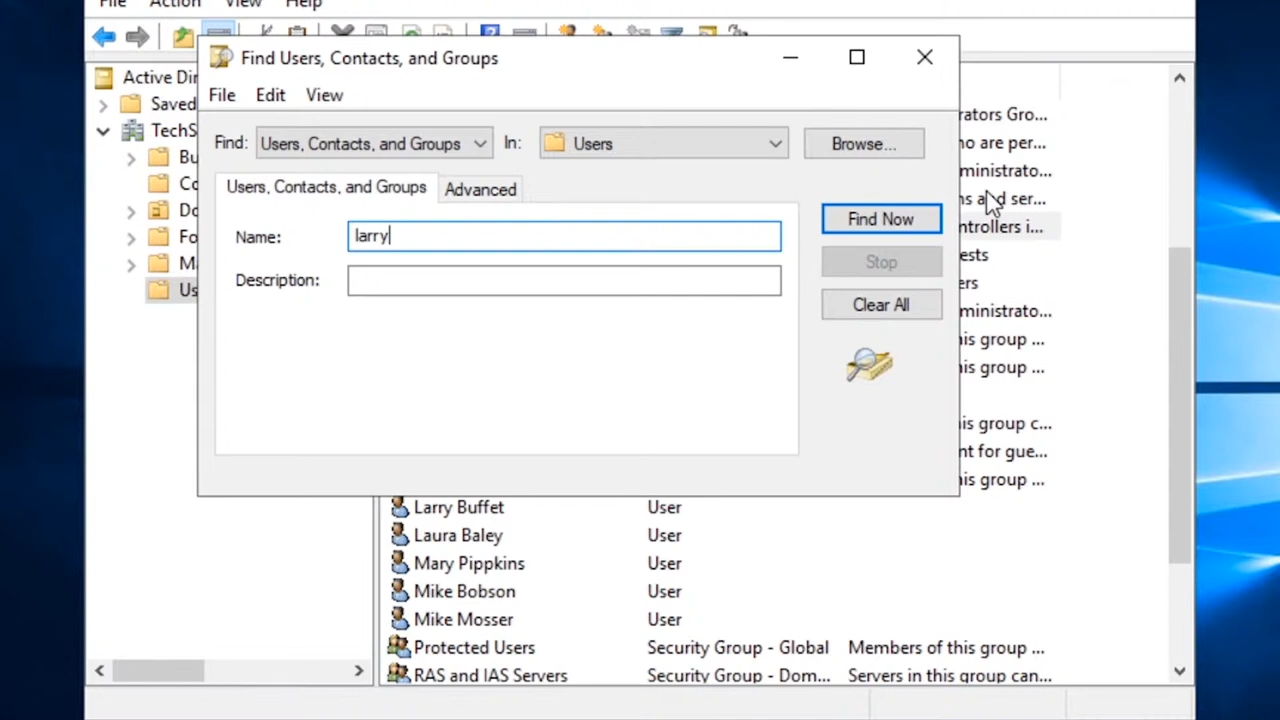 File Action View Help
Find Users, Contacts, and Groups
File Edit View
Find: Users, Contacts, and Groups In: Users Browse...
Users, Contacts, and Groups Advanced
Name: larry
Description:
Find Now
Stop
Clear All
Active Dir
Saved
TechS
Bu
Co
Do
Fo
Ma
Us
rators Gro...
ho are per...
ministrato...
ns and ser...
ntrollers i...
ests
ers
ministrato...
is group ...
is group ...
is group c...
nt for gue...
is group ...
Larry Buffet User
Laura Baley User
Mary Pippkins User
Mike Bobson User
Mike Mosser User
Protected Users Security Group - Global Members of this group ...
RAS and IAS Servers Security Group - Dom... Servers in this group can...